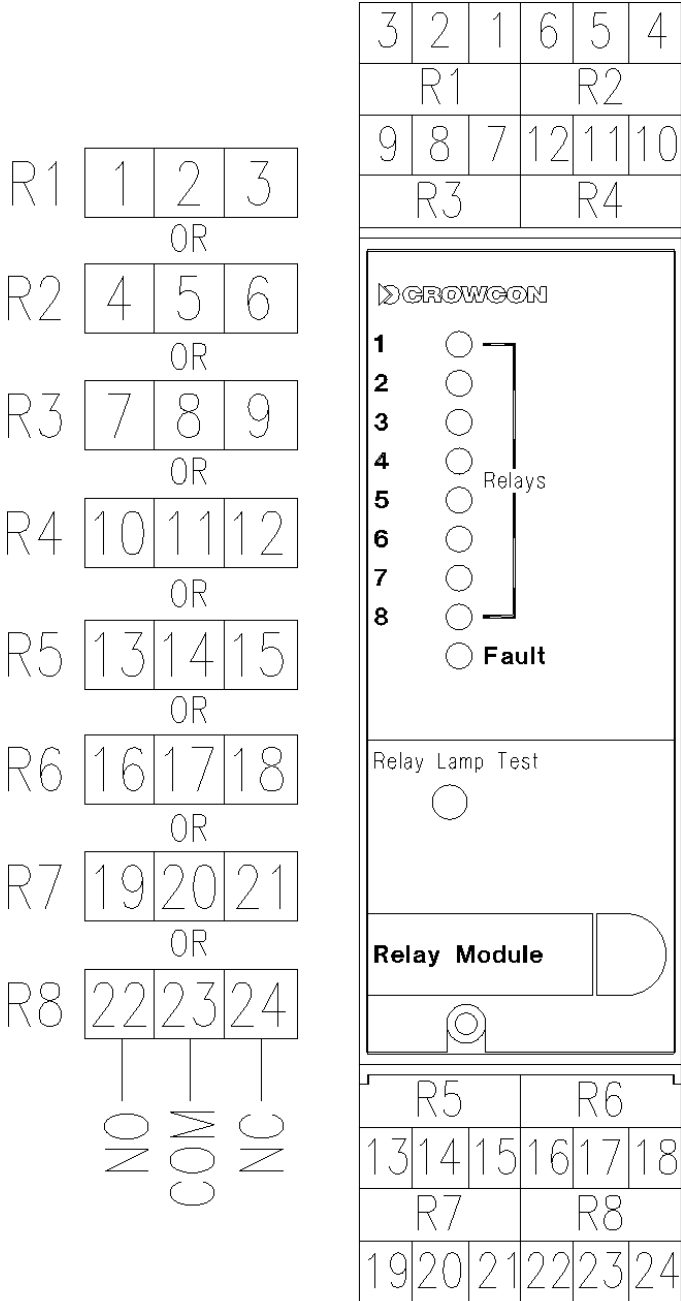 R1 1 2 3
OR
R2 4 5 6
OR
R3 7 8 9
OR
R4 10 11 12
OR
R5 13 14 15
OR
R6 16 17 18
OR
R7 19 20 21
OR
R8 22 23 24
NO COM NC
3 2 1 6 5 4
R1 R2
9 8 7 12 11 10
R3 R4
CROWCON
1
2
3
4
5
6
7
8
Relays
Fault
Relay Lamp Test
Relay Module
R5 R6
13 14 15 16 17 18
R7 R8
19 20 21 22 23 24